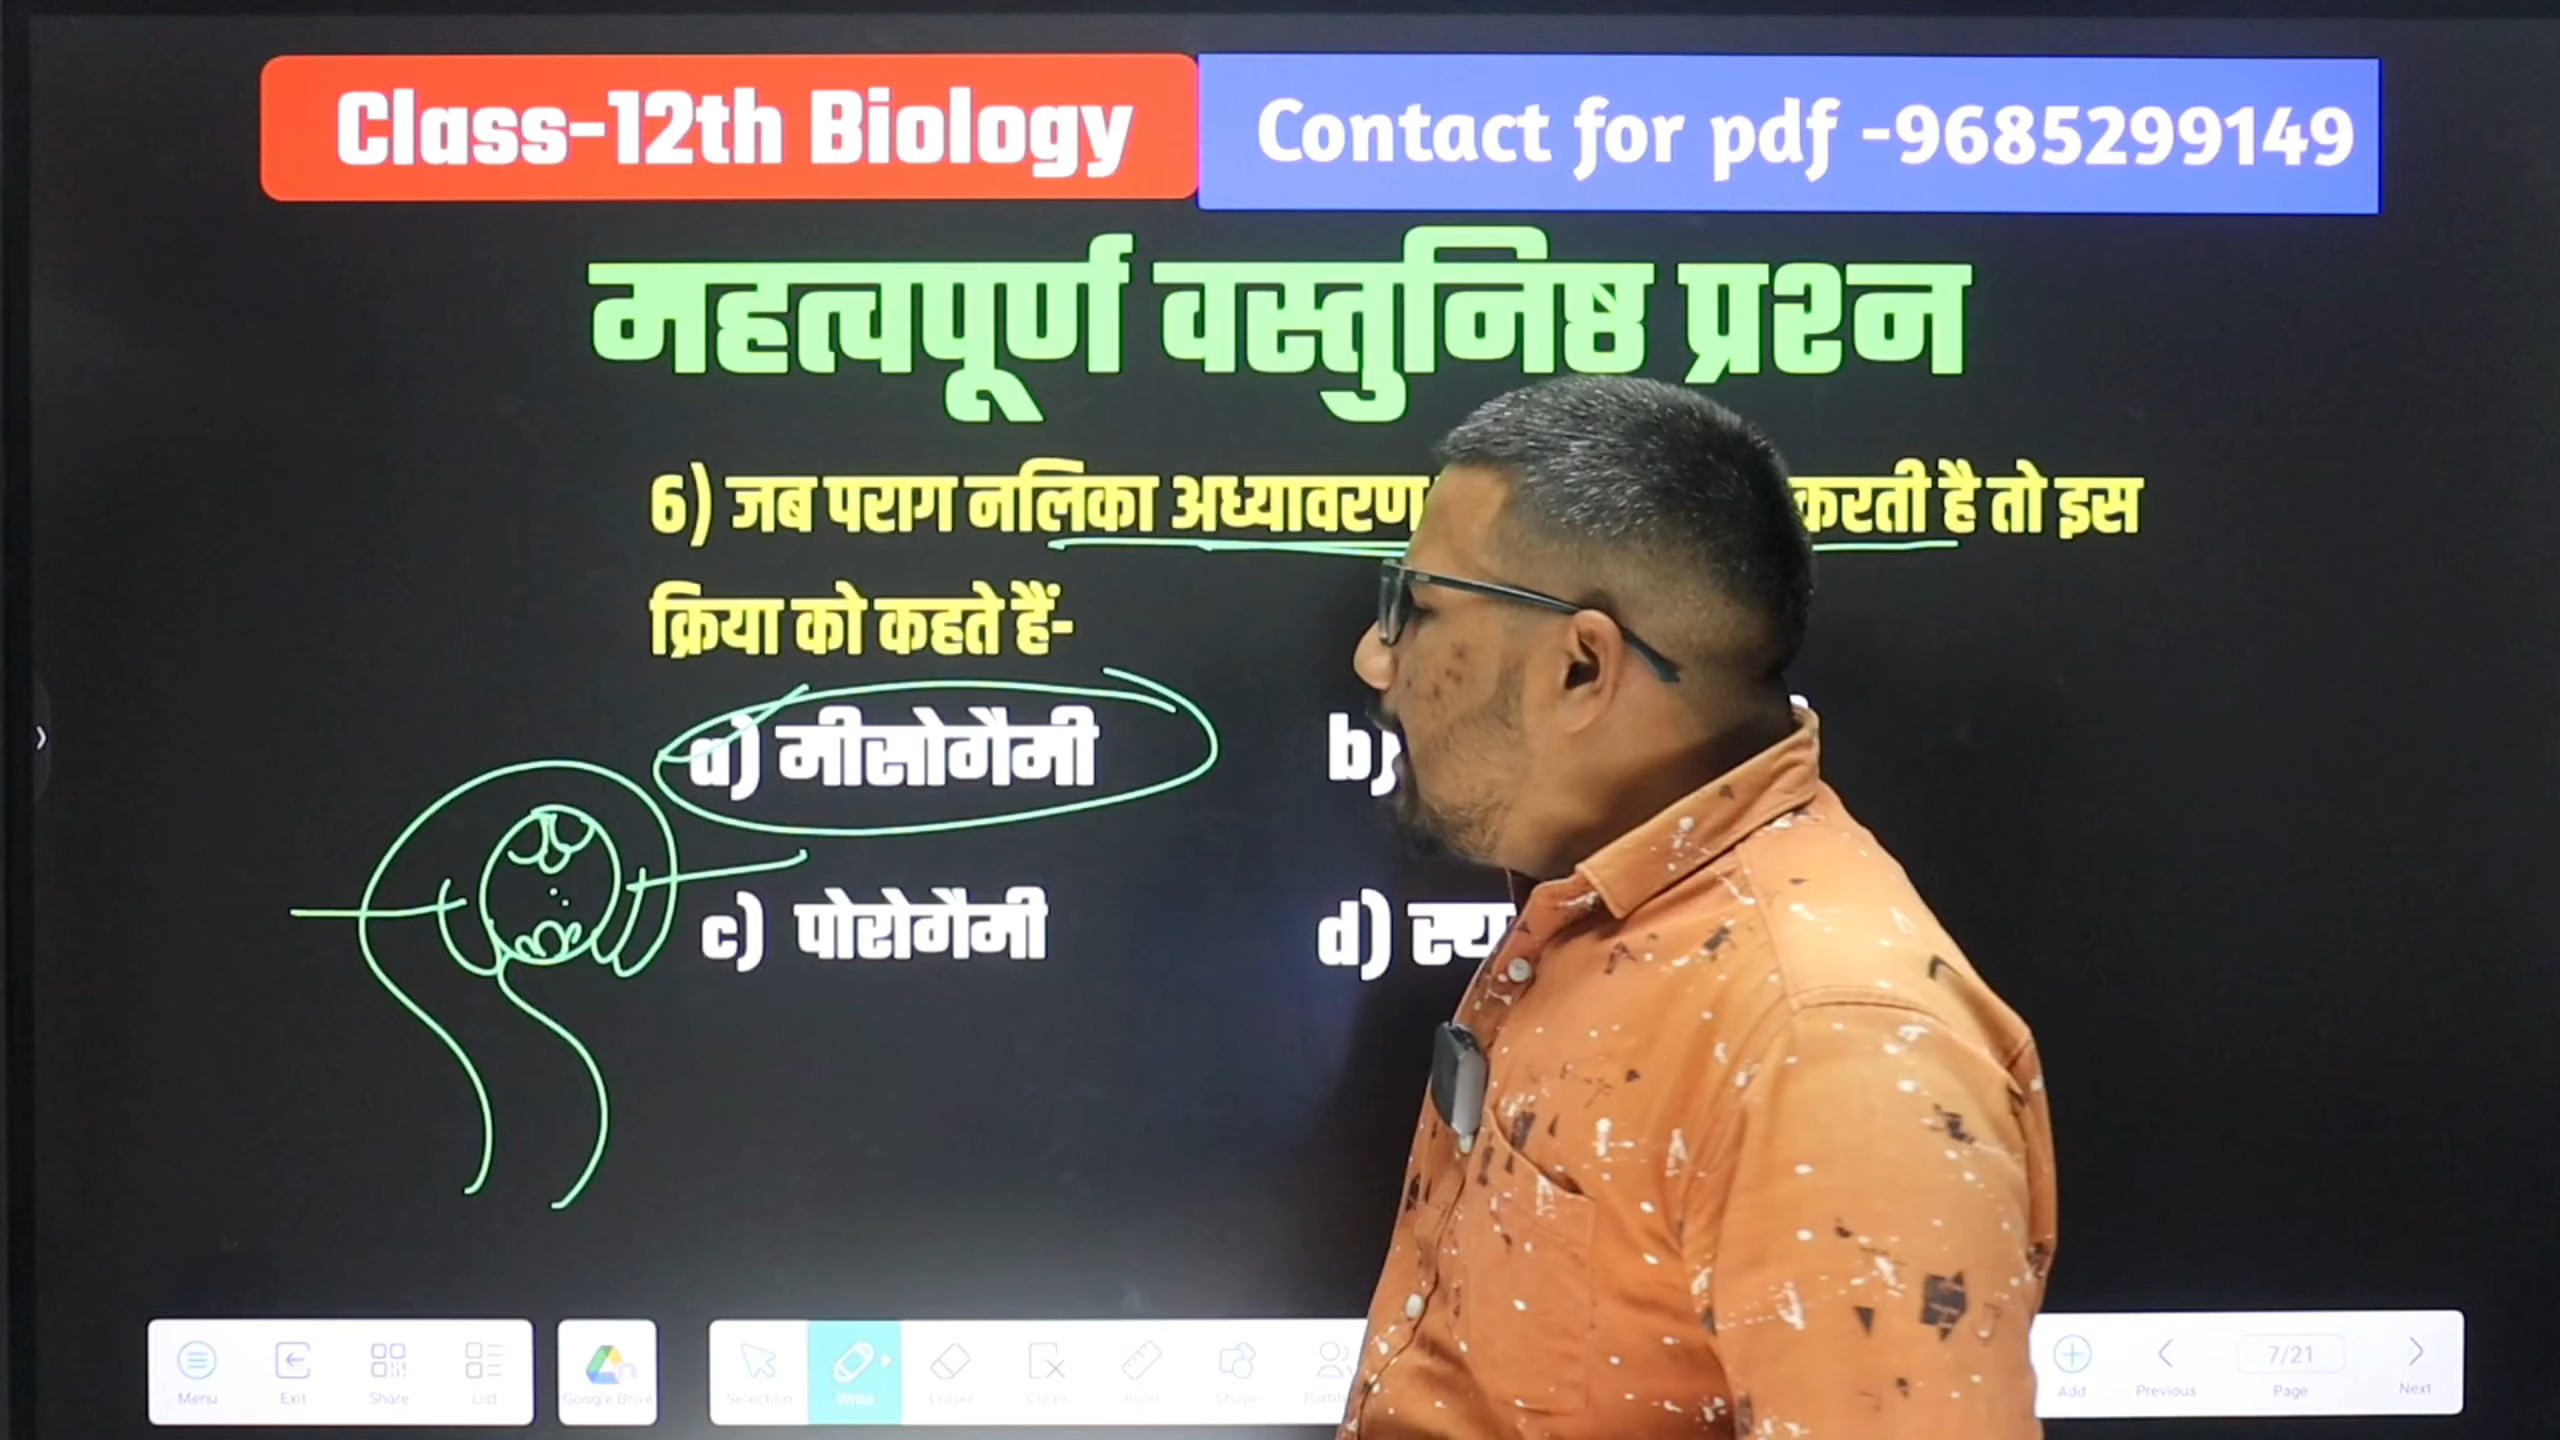 Class-12th Biology
Contact for pdf -9685299149
महत्वपूर्ण वस्तुनिष्ठ प्रश्न
6) जब पराग नलिका अध्यावरण करती है तो इस
क्रिया को कहते हैं-
a) मीसोगैमी
b)
c) पोरोगैमी
d)
Menu Exit Share List Google Drive Selection Write Eraser Clean Ruler Shape Add Previous 7/21 Page Next